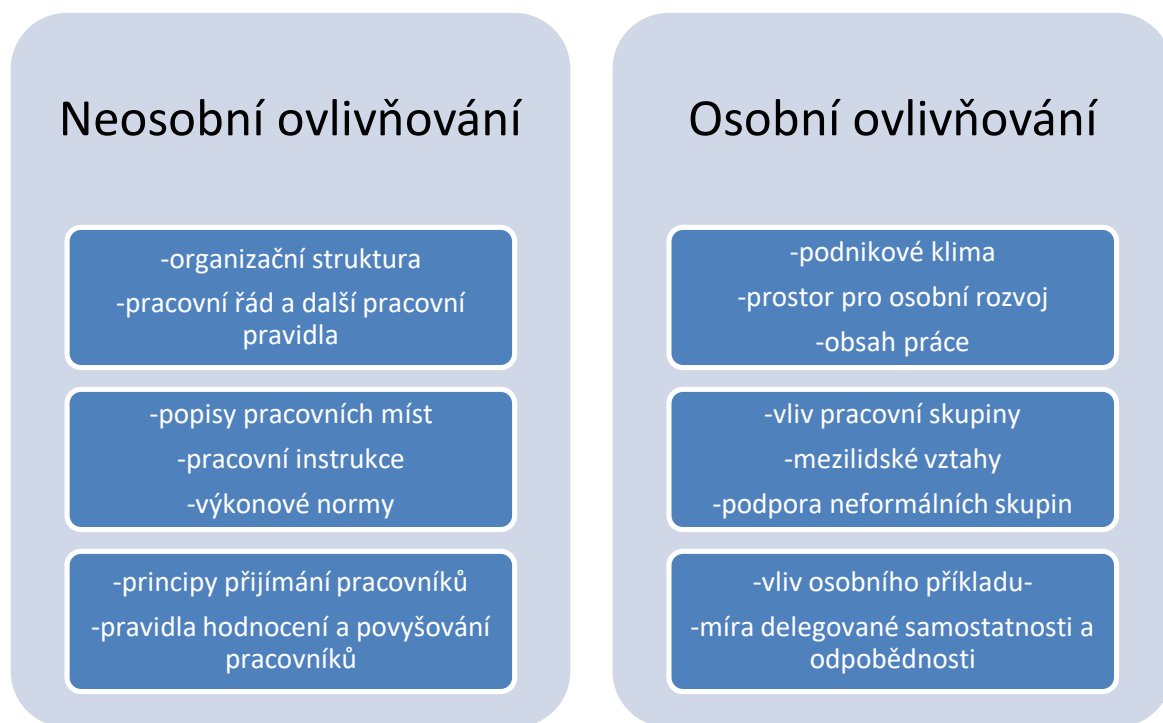 Neosobní ovlivňování
-organizační struktura
-pracovní řád a další pracovní
pravidla
-popisy pracovních míst
-pracovní instrukce
-výkonové normy
-principy přijímání pracovníků
-pravidla hodnocení a povyšování
pracovníků
Osobní ovlivňování
-podnikové klima
-prostor pro osobní rozvoj
-obsah práce
-vliv pracovní skupiny
-mezilidské vztahy
-podpora neformálních skupin
-vliv osobního příkladu-
-míra delegované samostatnosti a
odpobědnosti